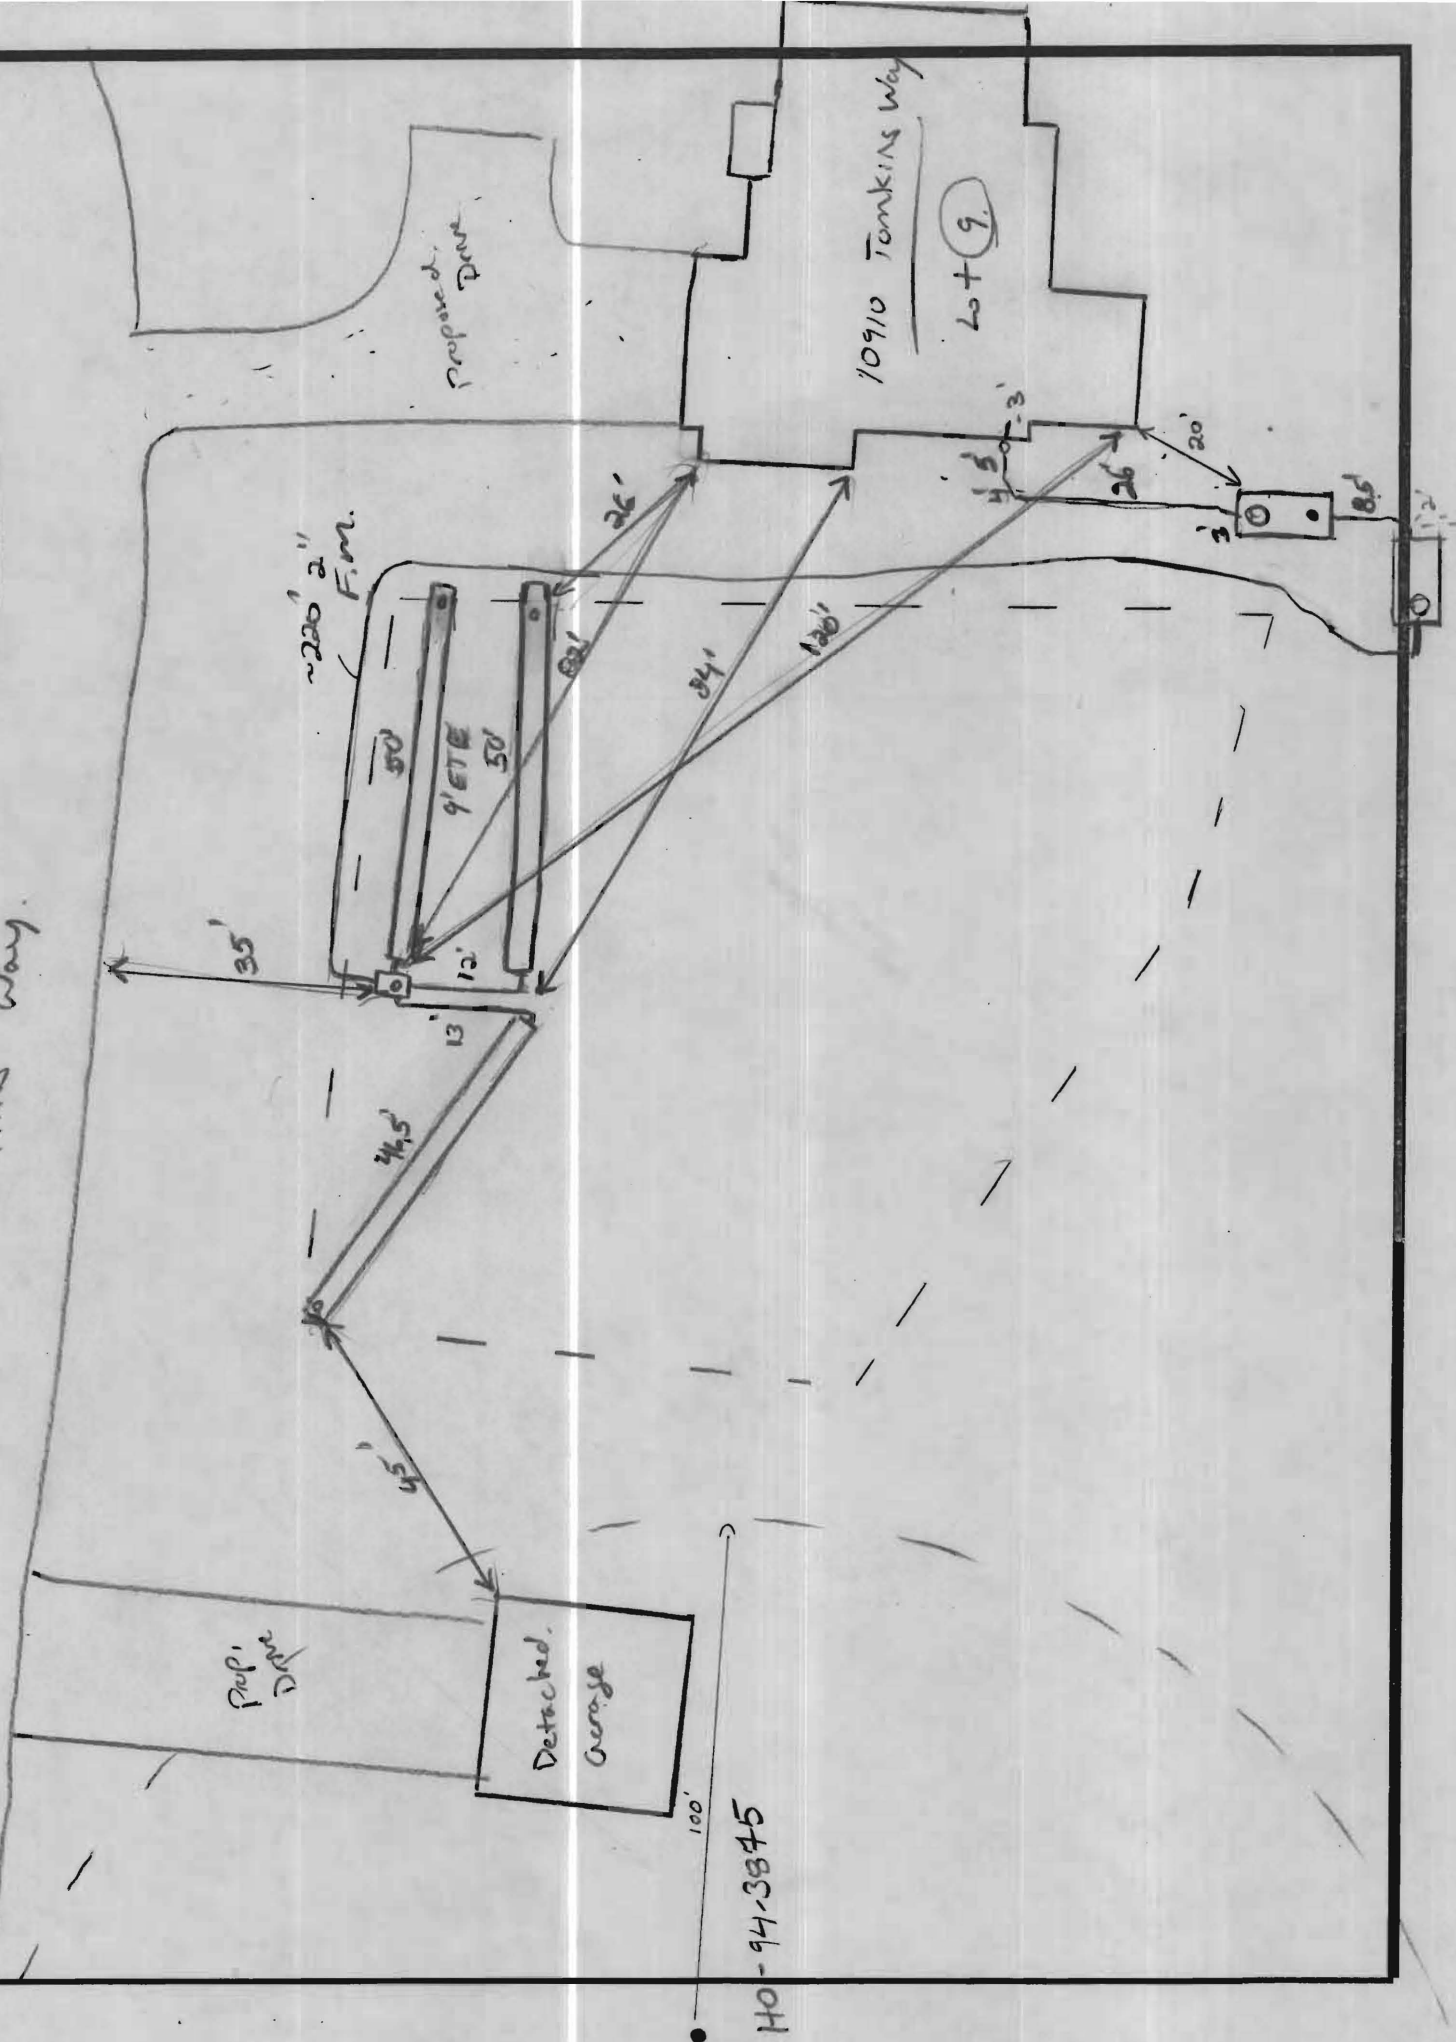 Way.
35'
~220' 2"
F.m.
Proposed.
Drive
10910 Tomkins Way
Lot 9.
50'
9' ETE
50'
26'
82'
84'
126'
12'
13'
46.5'
45'
3'
5'
4'
26'
20'
3'
8.5'
Prop.
Drive
Detached.
Garage
100'
HO-94-3875